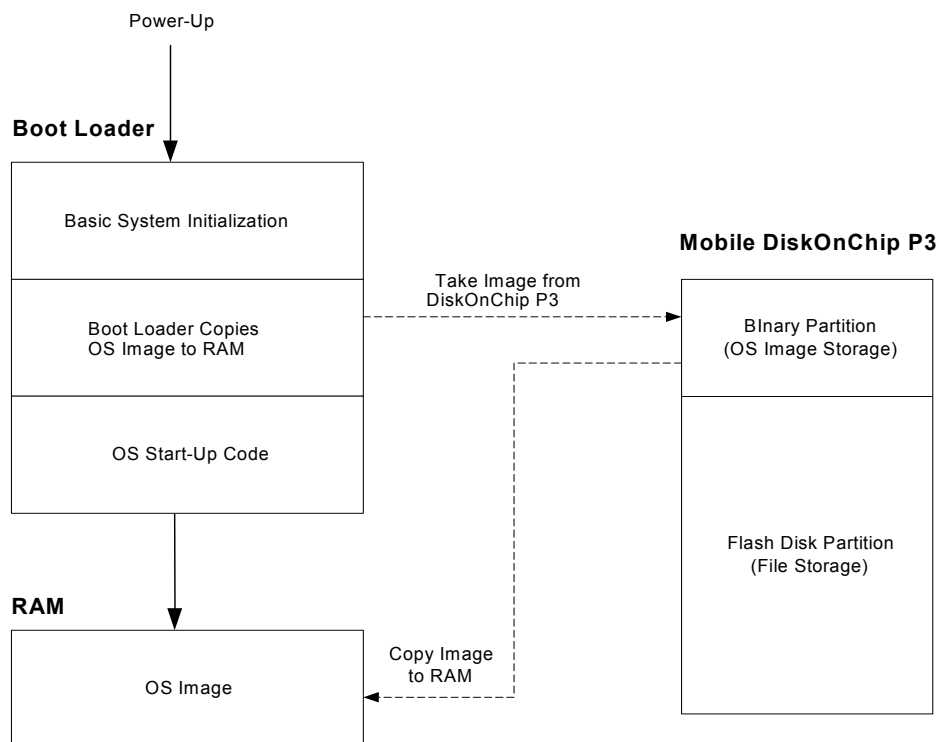 Power-Up
Boot Loader
Basic System Initialization
Mobile DiskOnChip P3
Take Image from
DiskOnChip P3
Boot Loader Copies
OS Image to RAM
BInary Partition
(OS Image Storage)
OS Start-Up Code
Flash Disk Partition
(File Storage)
RAM
Copy Image
to RAM
OS Image